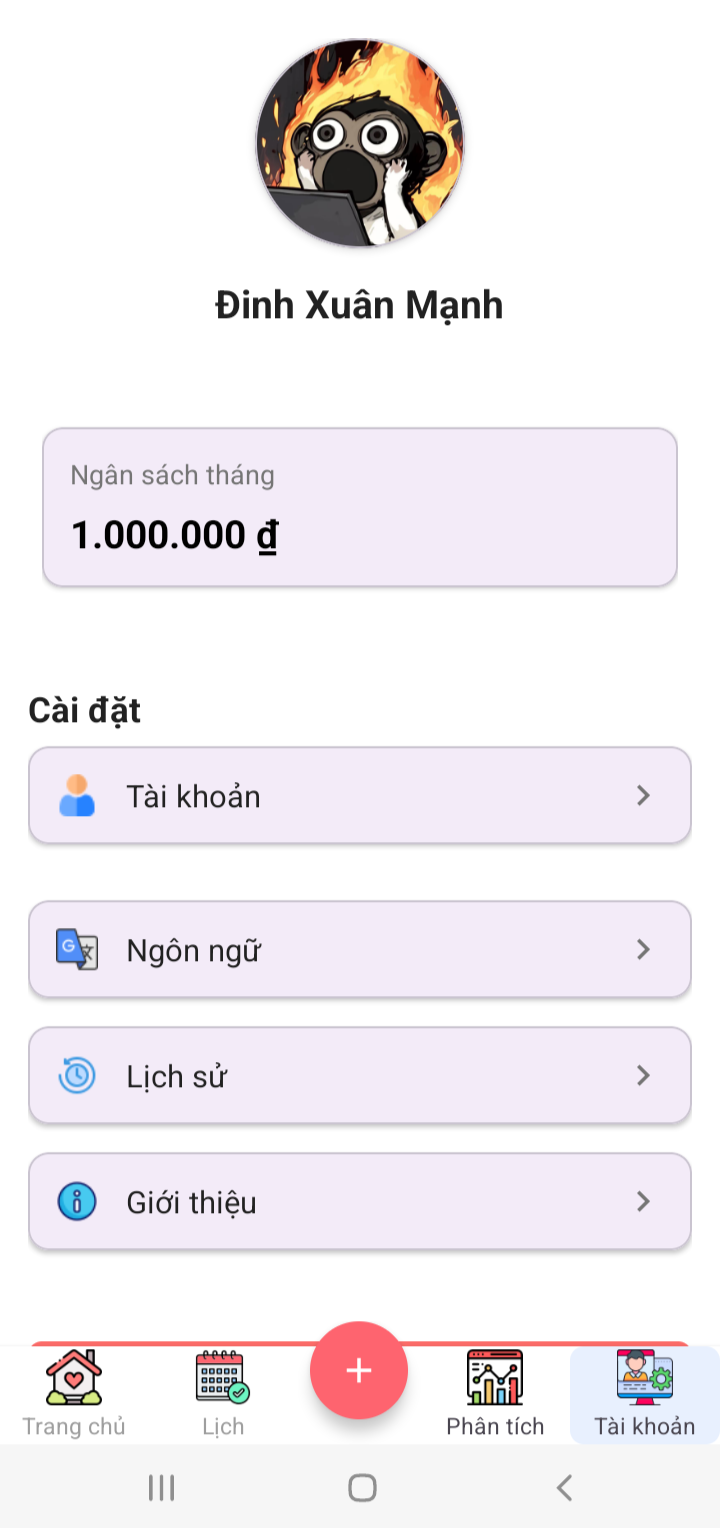 Đinh Xuân Mạnh
Ngân sách tháng
1.000.000 ₫
Cài đặt
Tài khoản
Ngôn ngữ
Lịch sử
Giới thiệu
Trang chủ
Lịch
Phân tích
Tài khoản